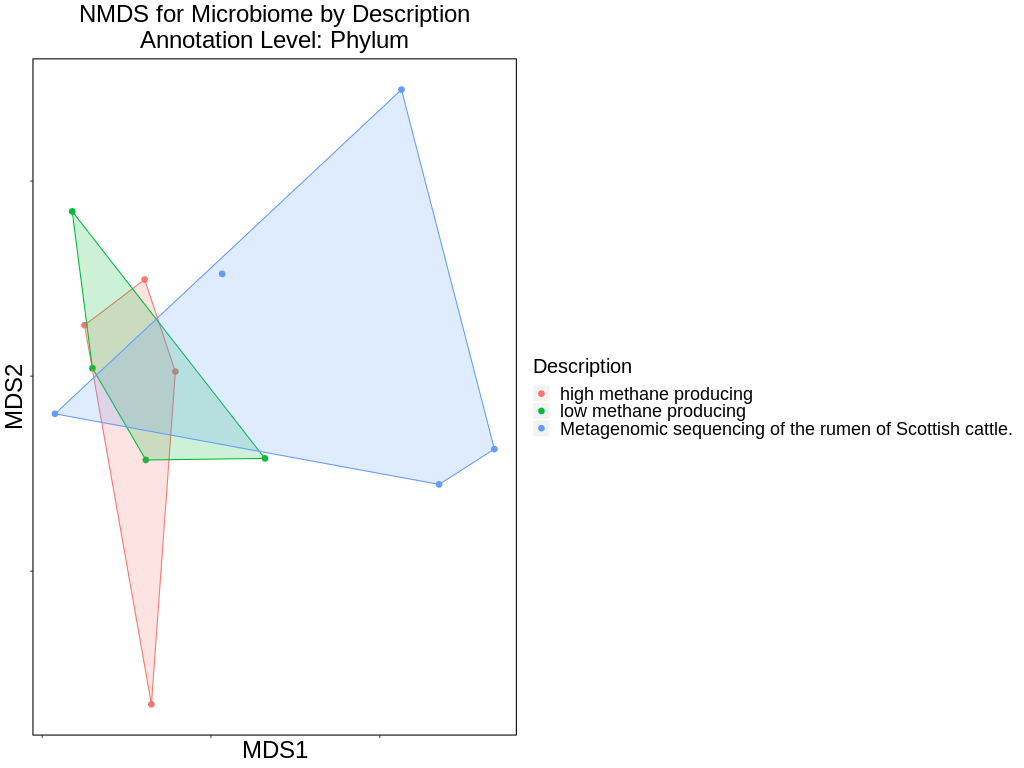 NMDS for Microbiome by Description
Annotation Level: Phylum
MDS2
MDS1
Description
high methane producing
low methane producing
Metagenomic sequencing of the rumen of Scottish cattle.